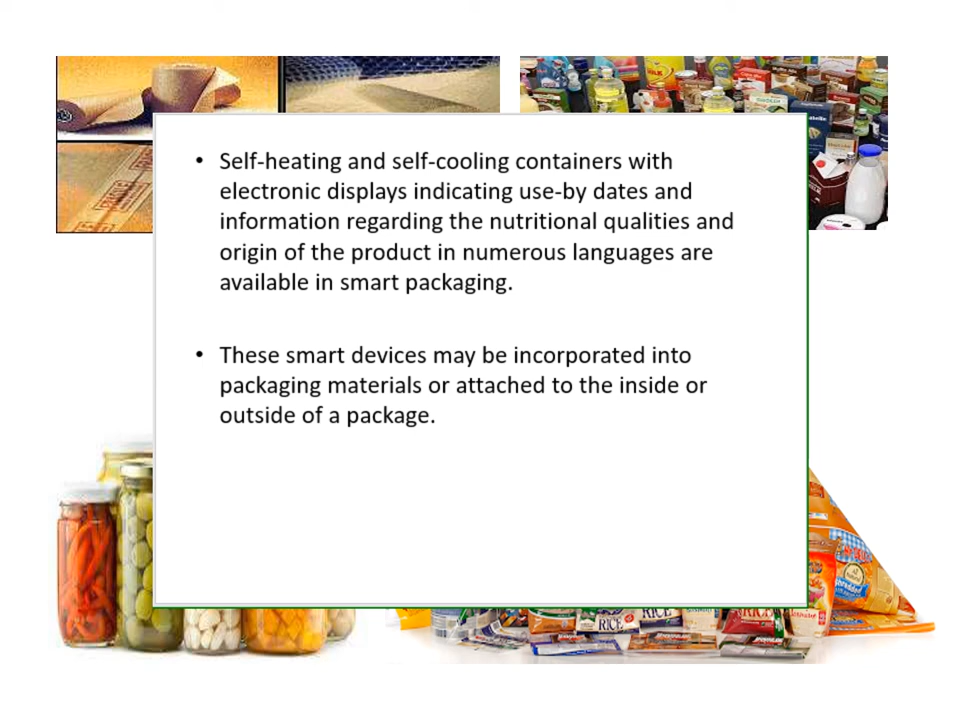 • Self-heating and self-cooling containers with
electronic displays indicating use-by dates and
information regarding the nutritional qualities and
origin of the product in numerous languages are
available in smart packaging.
• These smart devices may be incorporated into
packaging materials or attached to the inside or
outside of a package.
RICE